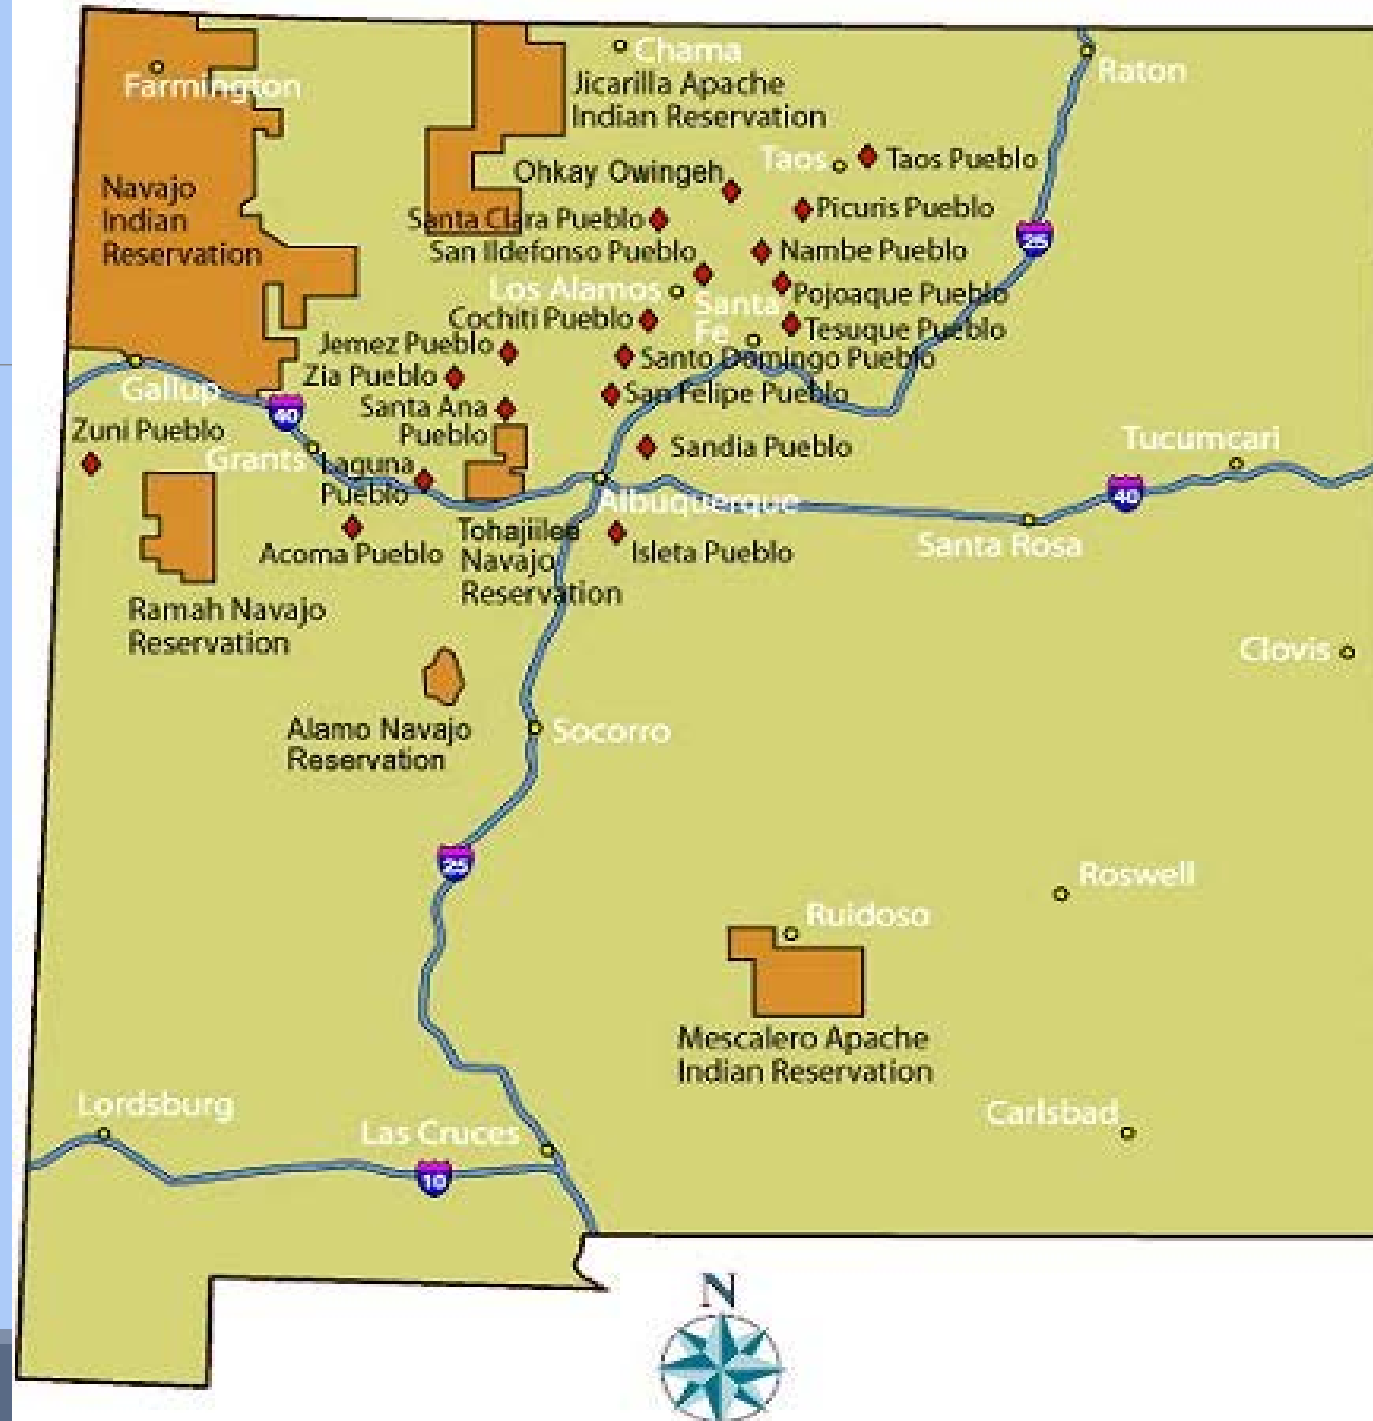 Chama
Raton
Farmington
Jicarilla Apache
Indian Reservation
Taos
Taos Pueblo
Ohkay Owingeh
Navajo
Indian
Reservation
Picuris Pueblo
Santa Clara Pueblo
25
San Ildefonso Pueblo
Nambe Pueblo
Los Alamos
Santa
Fe
Pojoaque Pueblo
Cochiti Pueblo
Tesuque Pueblo
Jemez Pueblo
Santo Domingo Pueblo
Zia Pueblo
Gallup
San Felipe Pueblo
40
Santa Ana
Pueblo
Zuni Pueblo
Sandia Pueblo
Tucumcari
Grants
Laguna
Pueblo
40
Albuquerque
Tohajiilee
Navajo
Reservation
Santa Rosa
Acoma Pueblo
Isleta Pueblo
Ramah Navajo
Reservation
Clovis
Alamo Navajo
Reservation
Socorro
25
Roswell
Ruidoso
Mescalero Apache
Indian Reservation
Lordsburg
Las Cruces
Carlsbad
10
N